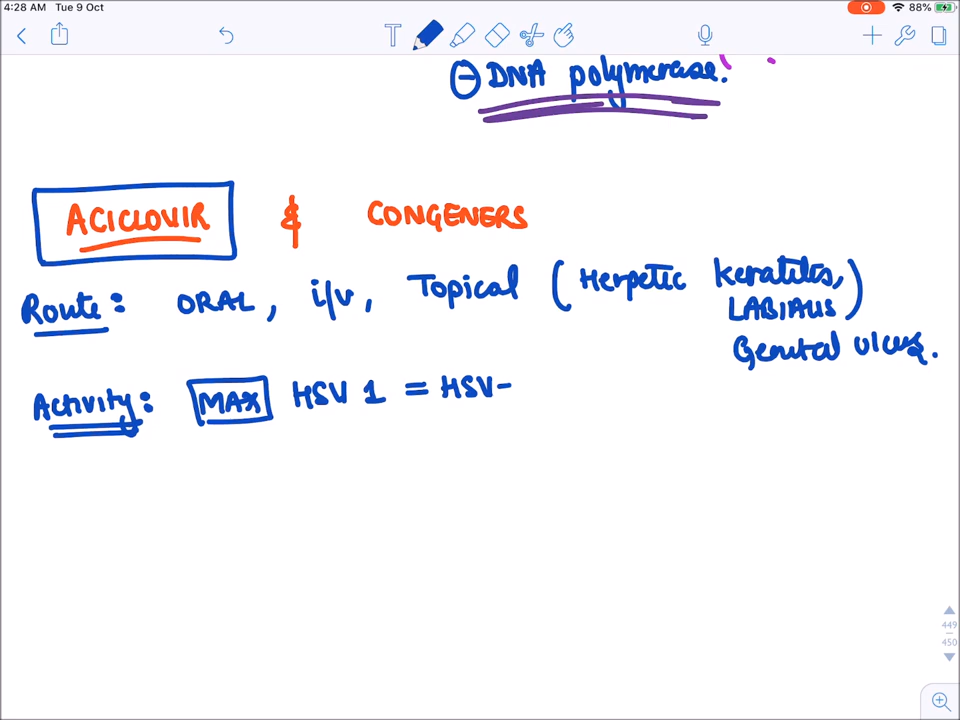 4:28 AM Tue 9 Oct 88%
T
⊖ DNA polymerase.
ACICLOVIR & CONGENERS
Route: ORAL, i/v, Topical (Herpetic keratitis,
LABIALIS)
Genital ulcers.
Activity: MAX HSV 1 = HSV-
449
450